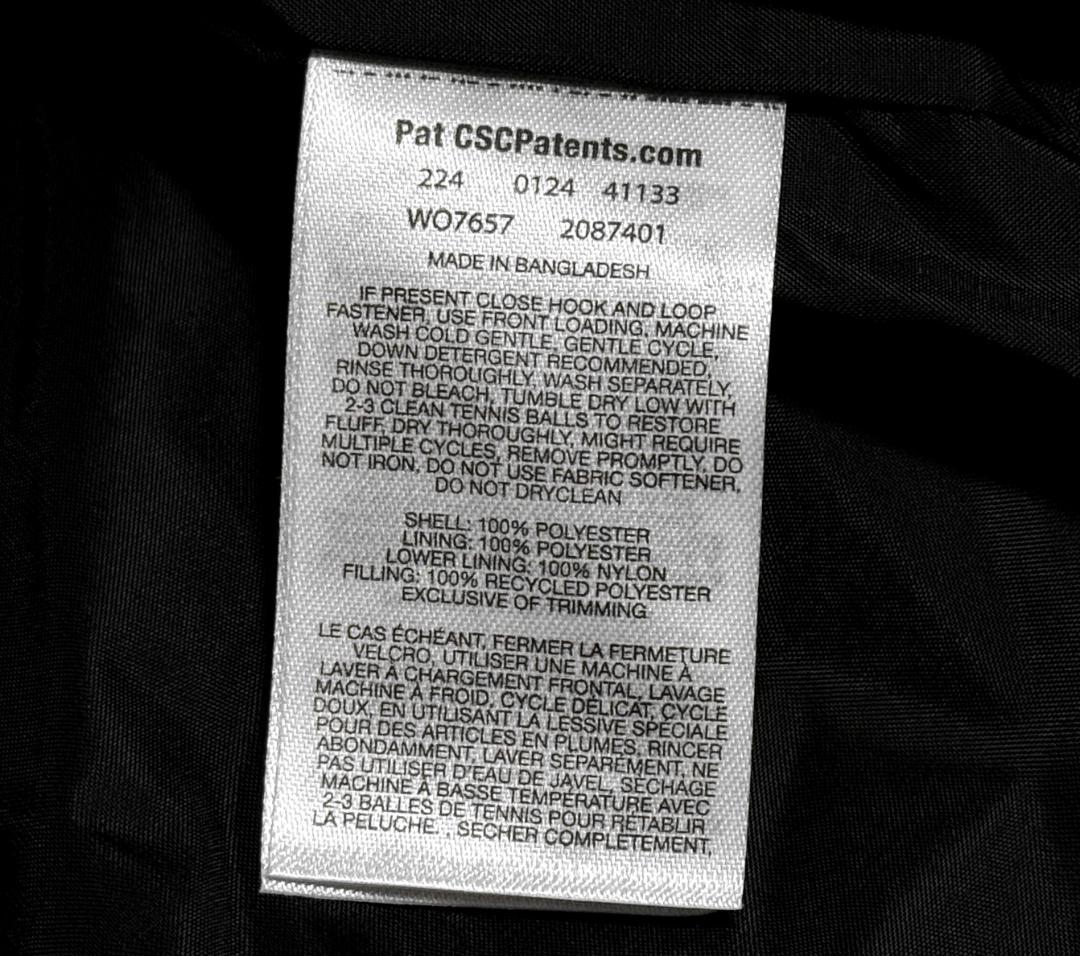 Pat CSCPatents.com
224 0124 41133
WO7657 2087401
MADE IN BANGLADESH
IF PRESENT CLOSE HOOK AND LOOP
FASTENER, USE FRONT LOADING, MACHINE
WASH COLD GENTLE, GENTLE CYCLE,
DOWN DETERGENT RECOMMENDED,
RINSE THOROUGHLY, WASH SEPARATELY,
DO NOT BLEACH, TUMBLE DRY LOW WITH
2-3 CLEAN TENNIS BALLS TO RESTORE
FLUFF, DRY THOROUGHLY, MIGHT REQUIRE
MULTIPLE CYCLES, REMOVE PROMPTLY, DO
NOT IRON, DO NOT USE FABRIC SOFTENER,
DO NOT DRYCLEAN
SHELL: 100% POLYESTER
LINING: 100% POLYESTER
LOWER LINING: 100% NYLON
FILLING: 100% RECYCLED POLYESTER
EXCLUSIVE OF TRIMMING
LE CAS ÉCHÉANT, FERMER LA FERMETURE
VELCRO, UTILISER UNE MACHINE À
LAVER À CHARGEMENT FRONTAL, LAVAGE
MACHINE À FROID, CYCLE DÉLICAT, CYCLE
DOUX, EN UTILISANT LA LESSIVE SPÉCIALE
POUR DES ARTICLES EN PLUMES, RINCER
ABONDAMMENT, LAVER SÉPARÉMENT, NE
PAS UTILISER D'EAU DE JAVEL, SÉCHAGE
MACHINE À BASSE TEMPÉRATURE AVEC
2-3 BALLES DE TENNIS POUR RÉTABLIR
LA PELUCHE. , SÉCHER COMPLÈTEMENT,